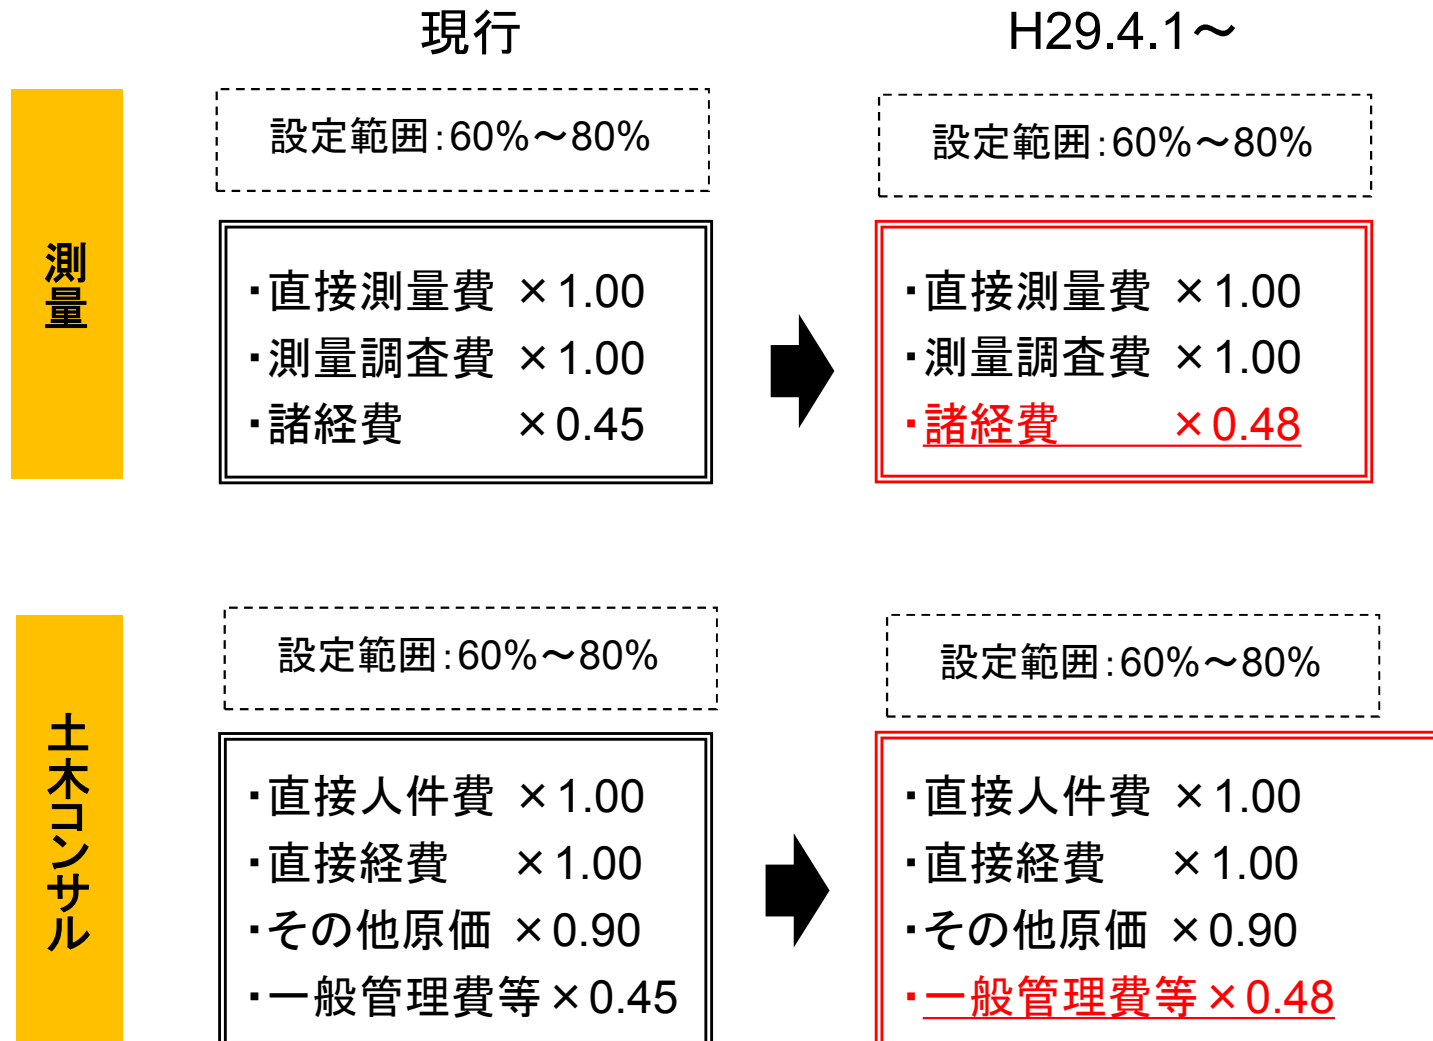 現行
H29.4.1～
測量
設定範囲：60%～80%
設定範囲：60%～80%
・直接測量費 ×1.00
・測量調査費 ×1.00
・諸経費 ×0.45
・直接測量費 ×1.00
・測量調査費 ×1.00
・諸経費 ×0.48
土木コンサル
設定範囲：60%～80%
設定範囲：60%～80%
・直接人件費 ×1.00
・直接経費 ×1.00
・その他原価 ×0.90
・一般管理費等×0.45
・直接人件費 ×1.00
・直接経費 ×1.00
・その他原価 ×0.90
・一般管理費等×0.48